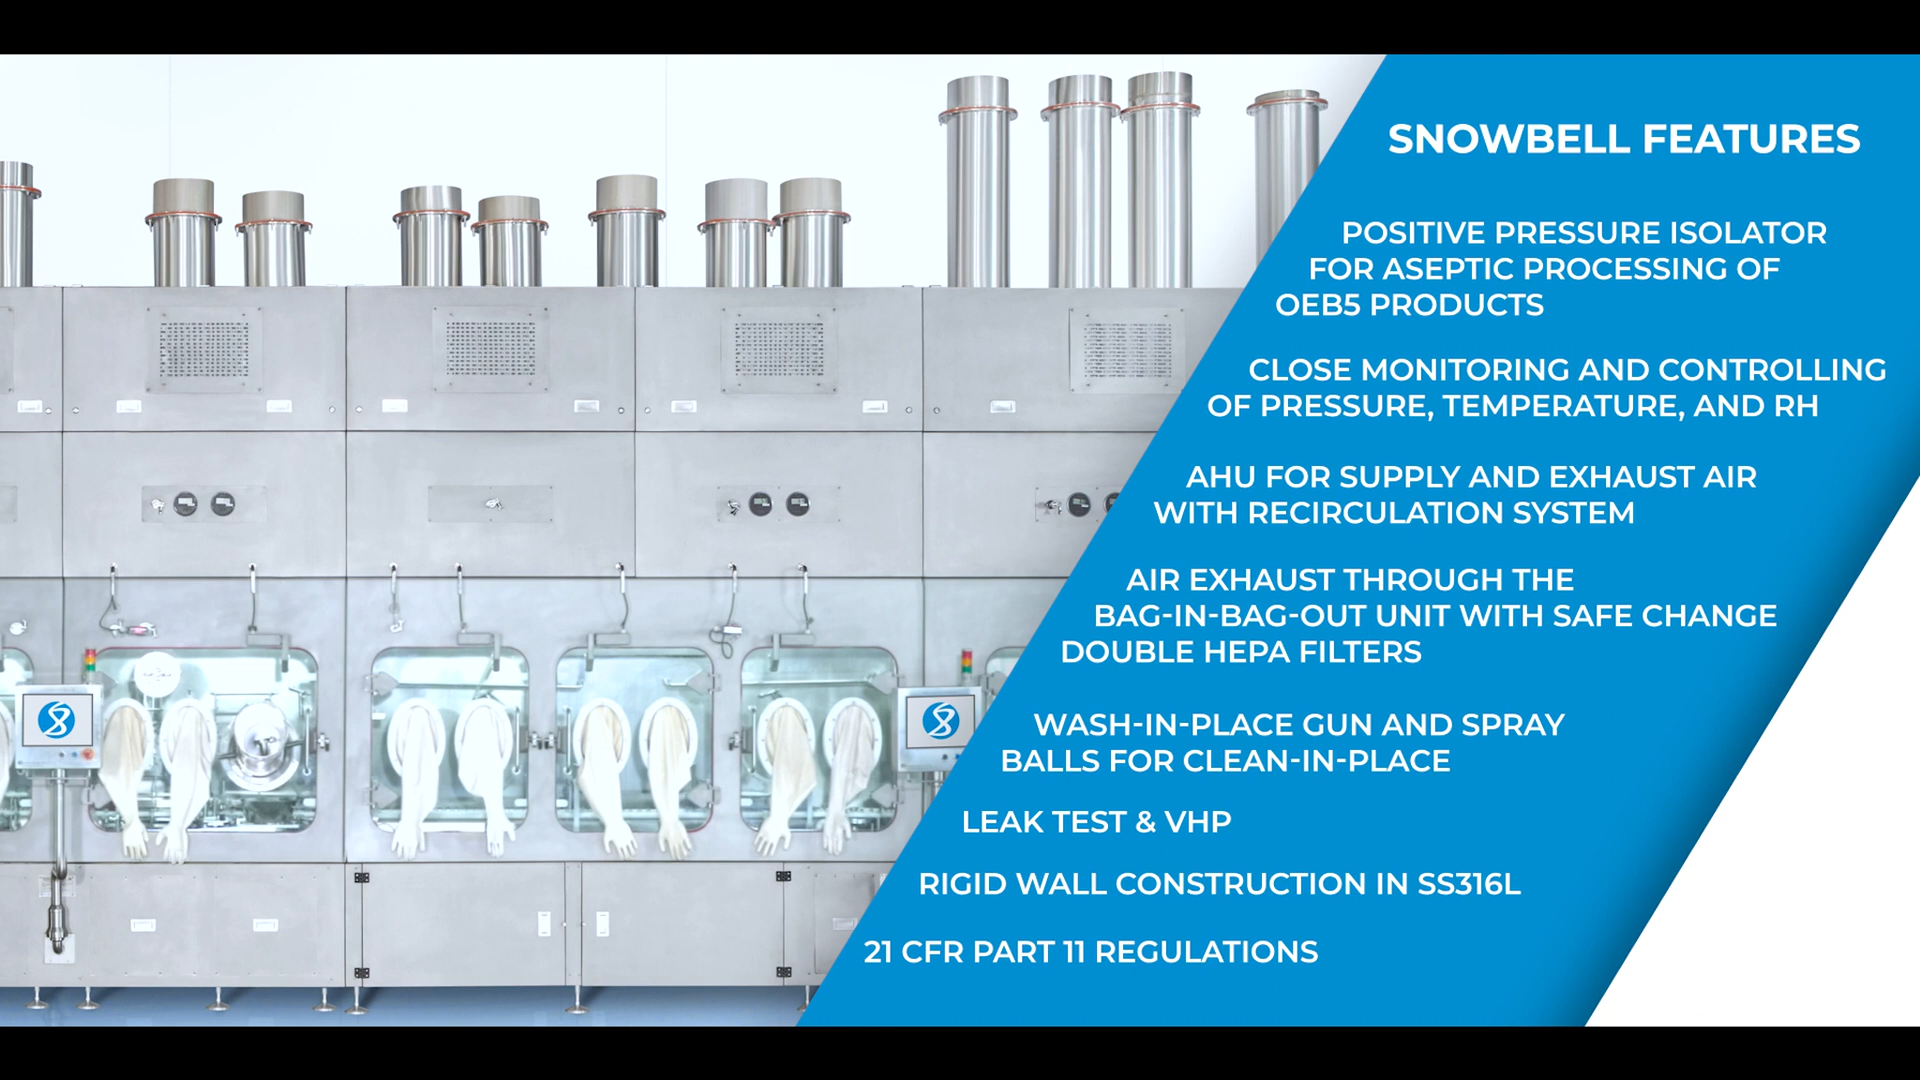 SNOWBELL FEATURES
POSITIVE PRESSURE ISOLATOR
FOR ASEPTIC PROCESSING OF
OEB5 PRODUCTS
CLOSE MONITORING AND CONTROLLING
OF PRESSURE, TEMPERATURE, AND RH
AHU FOR SUPPLY AND EXHAUST AIR
WITH RECIRCULATION SYSTEM
AIR EXHAUST THROUGH THE
BAG-IN-BAG-OUT UNIT WITH SAFE CHANGE
DOUBLE HEPA FILTERS
WASH-IN-PLACE GUN AND SPRAY
BALLS FOR CLEAN-IN-PLACE
LEAK TEST & VHP
RIGID WALL CONSTRUCTION IN SS316L
21 CFR PART 11 REGULATIONS